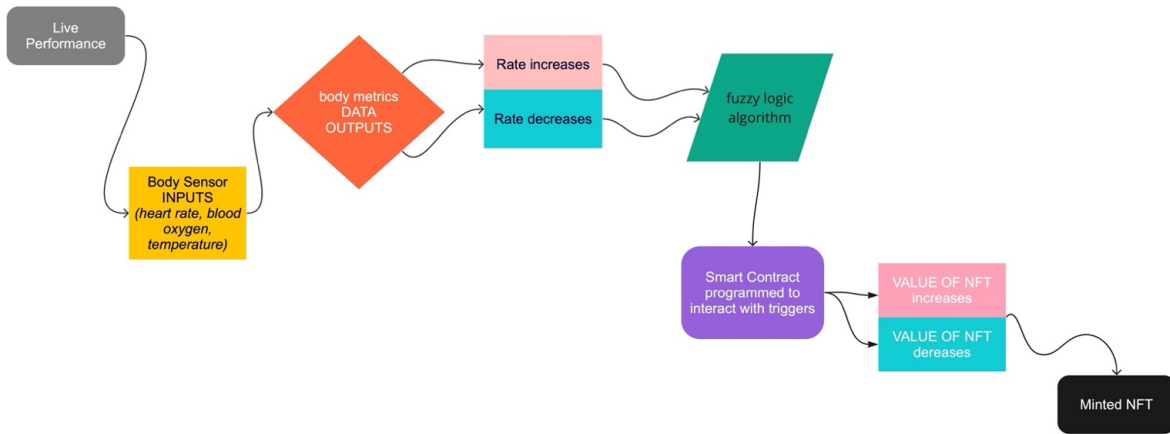 Live
Performance
Body Sensor
INPUTS
(heart rate, blood
oxygen,
temperature)
body metrics
DATA
OUTPUTS
Rate increases
Rate decreases
fuzzy logic
algorithm
Smart Contract
programmed to
interact with triggers
VALUE OF NFT
increases
VALUE OF NFT
dereases
Minted NFT